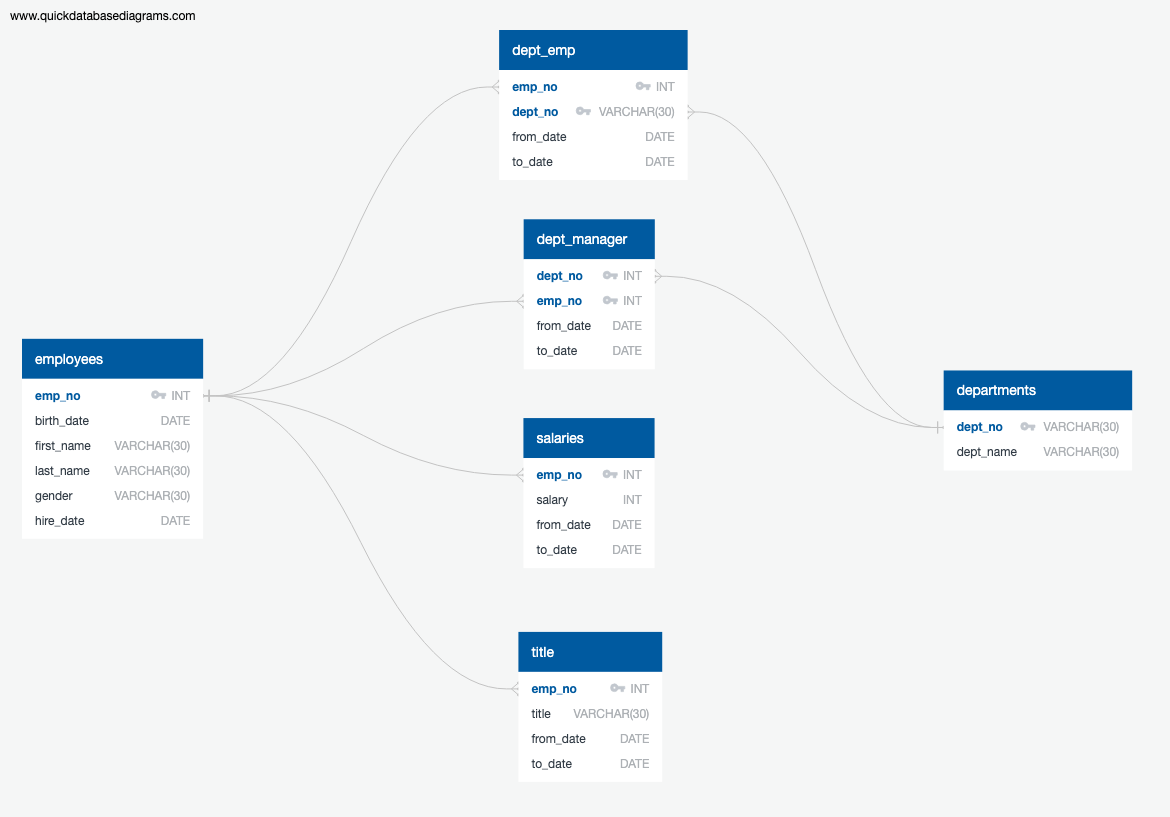 www.quickdatabasediagrams.com
dept_emp
emp_no INT
dept_no VARCHAR(30)
from_date DATE
to_date DATE
dept_manager
dept_no INT
emp_no INT
from_date DATE
to_date DATE
employees
emp_no INT
birth_date DATE
first_name VARCHAR(30)
last_name VARCHAR(30)
gender VARCHAR(30)
hire_date DATE
departments
dept_no VARCHAR(30)
dept_name VARCHAR(30)
salaries
emp_no INT
salary INT
from_date DATE
to_date DATE
title
emp_no INT
title VARCHAR(30)
from_date DATE
to_date DATE